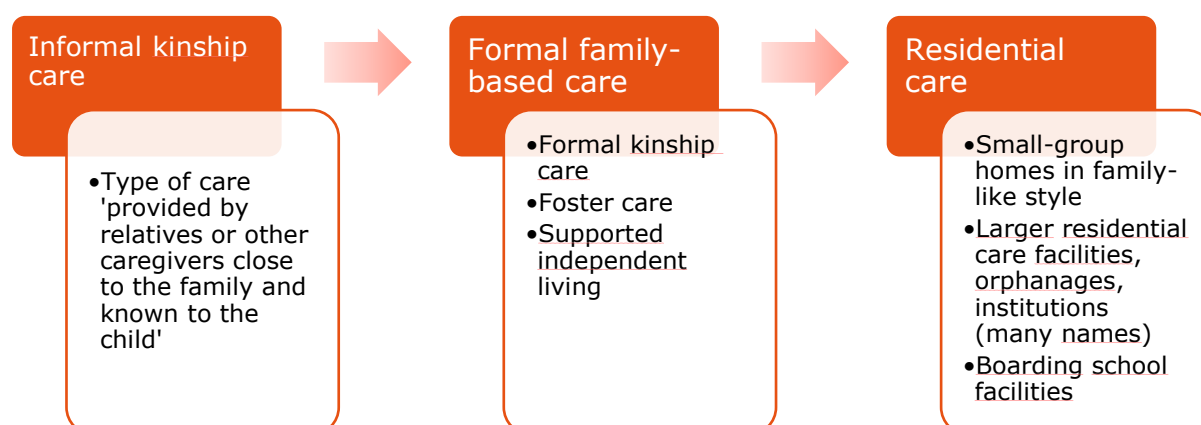 Informal kinship
care
•Type of care
'provided by
relatives or other
caregivers close
to the family and
known to the
child'
Formal family-
based care
•Formal kinship
care
•Foster care
•Supported
independent
living
Residential
care
•Small-group
homes in family-
like style
•Larger residential
care facilities,
orphanages,
institutions
(many names)
•Boarding school
facilities